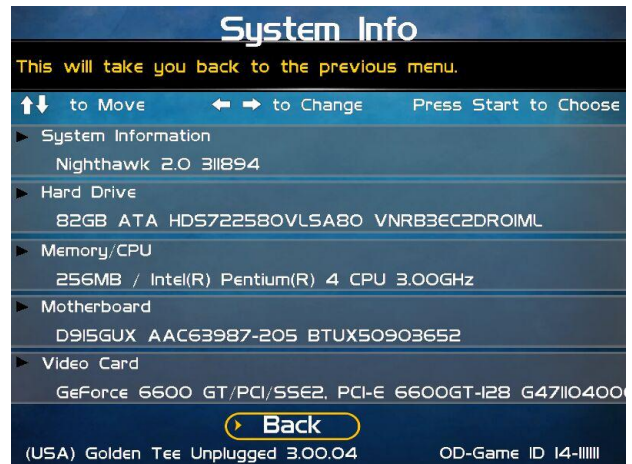 System Info
This will take you back to the previous menu.
to Move to Change Press Start to Choose
System Information
Nighthawk 2.0 311894
Hard Drive
82GB ATA HDS722580VLSA80 VNRB3EC2DR01ML
Memory/CPU
256MB / Intel(R) Pentium(R) 4 CPU 3.00GHz
Motherboard
D915GUX AAC63987-205 BTUX50903652
Video Card
GeForce 6600 GT/PCI/SSE2, PCI-E 6600GT-128 G47110400
Back
(USA) Golden Tee Unplugged 3.00.04 OD-Game ID 14-111111